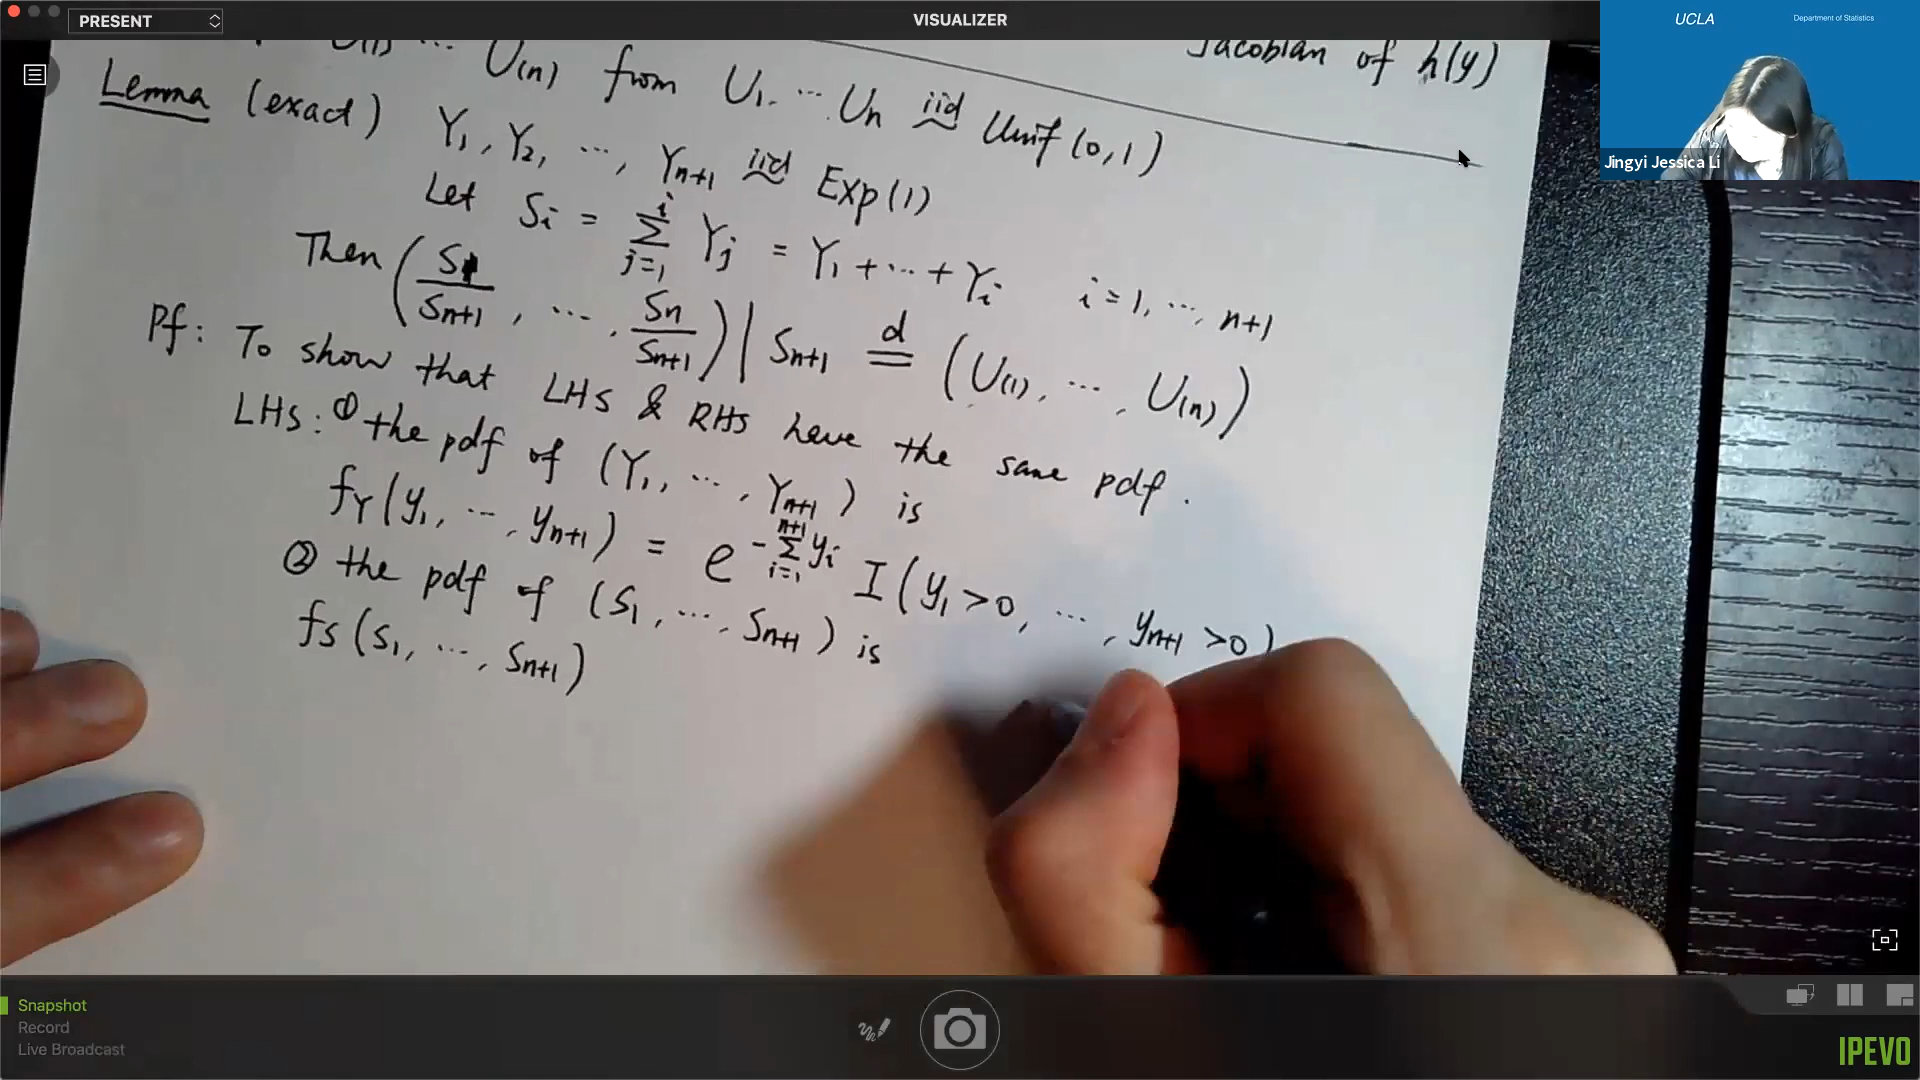 PRESENT
VISUALIZER
UCLA
Department of Statistics
Jingyi Jessica Li
Jacobian of h(y)
U(1) ... U(n) from U1, ... Un iid Unif (0,1)
Lemma (exact) Y1, Y2, ..., Yn+1 iid Exp(1)
Let Si = Σ_{j=1}^{i} Yj = Y1 + ... + Yi i = 1, ..., n+1
Then (S1/Sn+1, ..., Sn/Sn+1) | Sn+1 =^d (U(1), ..., U(n))
Pf: To show that LHS & RHS have the same pdf.
LHS: ① the pdf of (Y1, ..., Yn+1) is
fY(y1, ..., yn+1) = e^{-Σ_{i=1}^{n+1} yi} I(y1>0, ..., yn+1>0)
② the pdf of (S1, ..., Sn+1) is
fS(s1, ..., sn+1)
Snapshot
Record
Live Broadcast
IPEVO